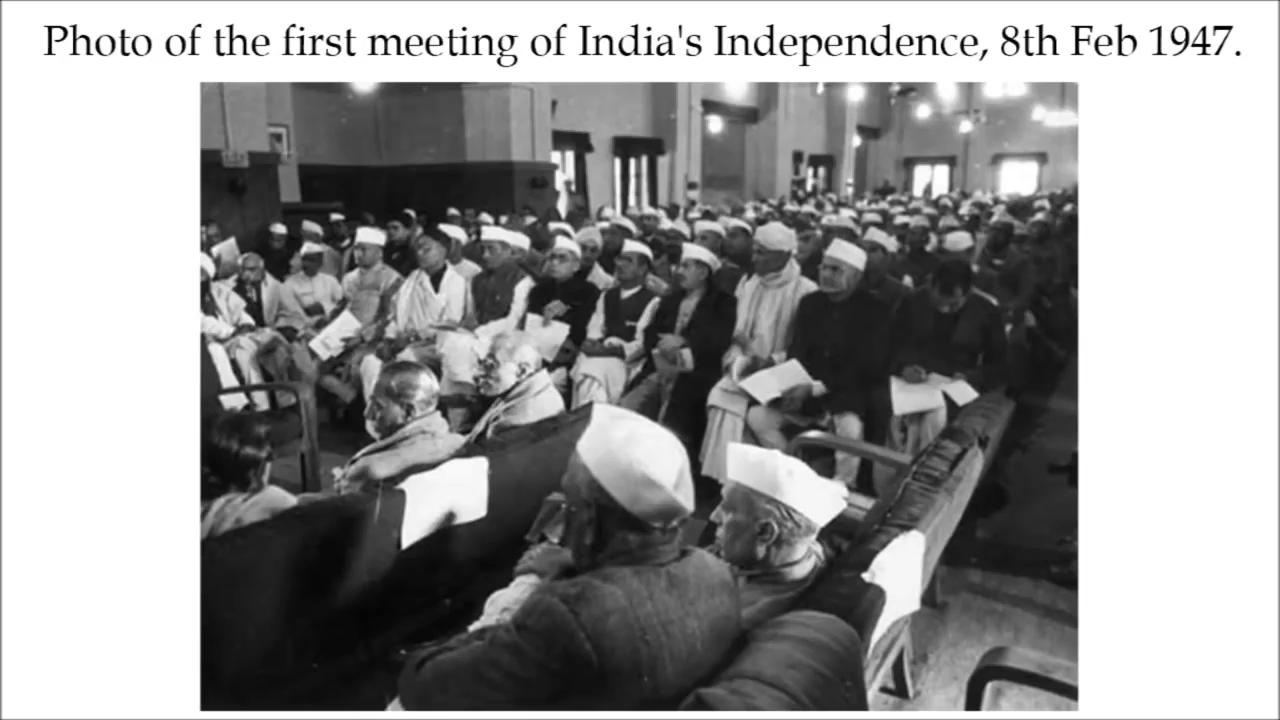 Photo of the first meeting of India's Independence, 8th Feb 1947.